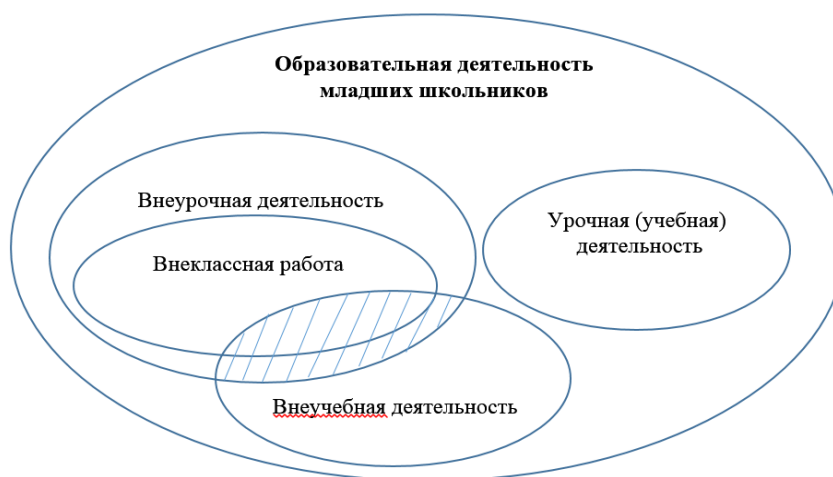 Образовательная деятельность
младших школьников
Внеурочная деятельность
Внеклассная работа
Урочная (учебная)
деятельность
Внеучебная деятельность